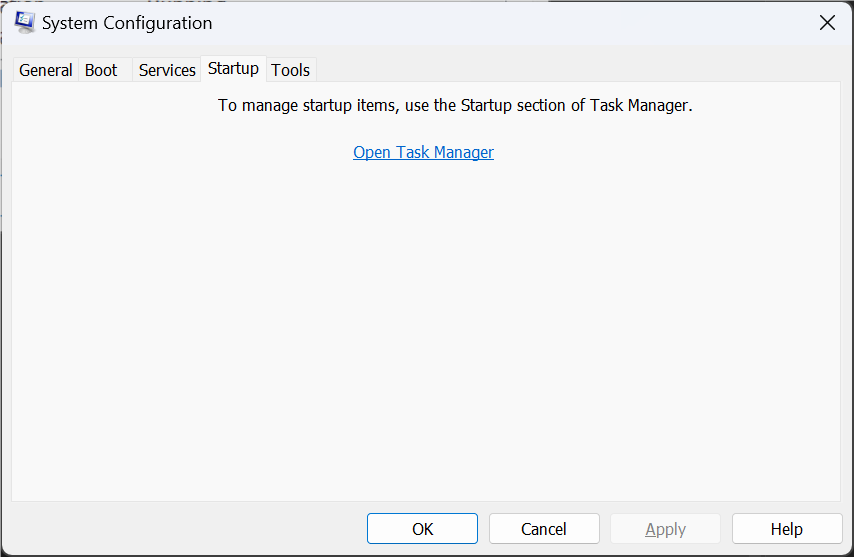 System Configuration
General Boot Services Startup Tools
To manage startup items, use the Startup section of Task Manager.
Open Task Manager
OK Cancel Apply Help